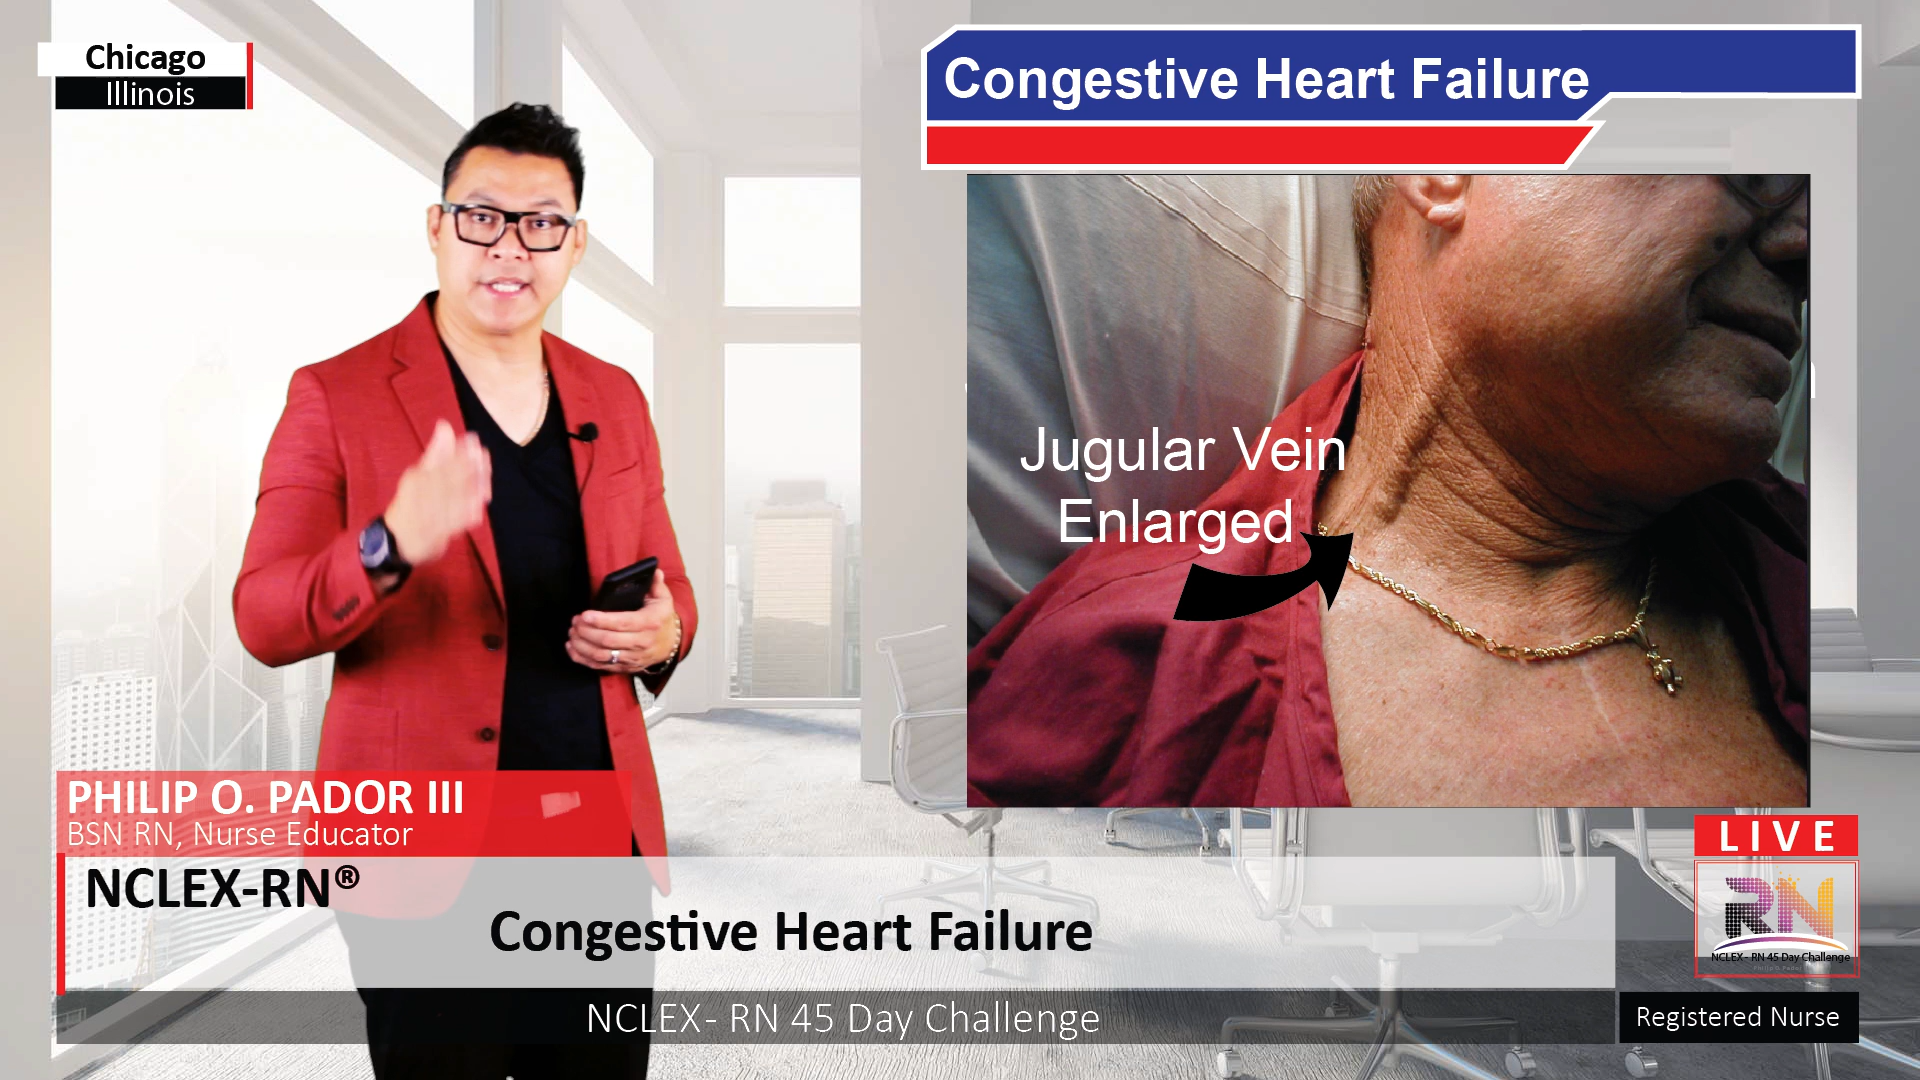 Chicago
Illinois
Congestive Heart Failure
Jugular Vein
Enlarged
PHILIP O. PADOR III
BSN RN, Nurse Educator
NCLEX-RN®
Congestive Heart Failure
NCLEX - RN 45 Day Challenge
LIVE
RN
NCLEX - RN 45 Day Challenge
Registered Nurse